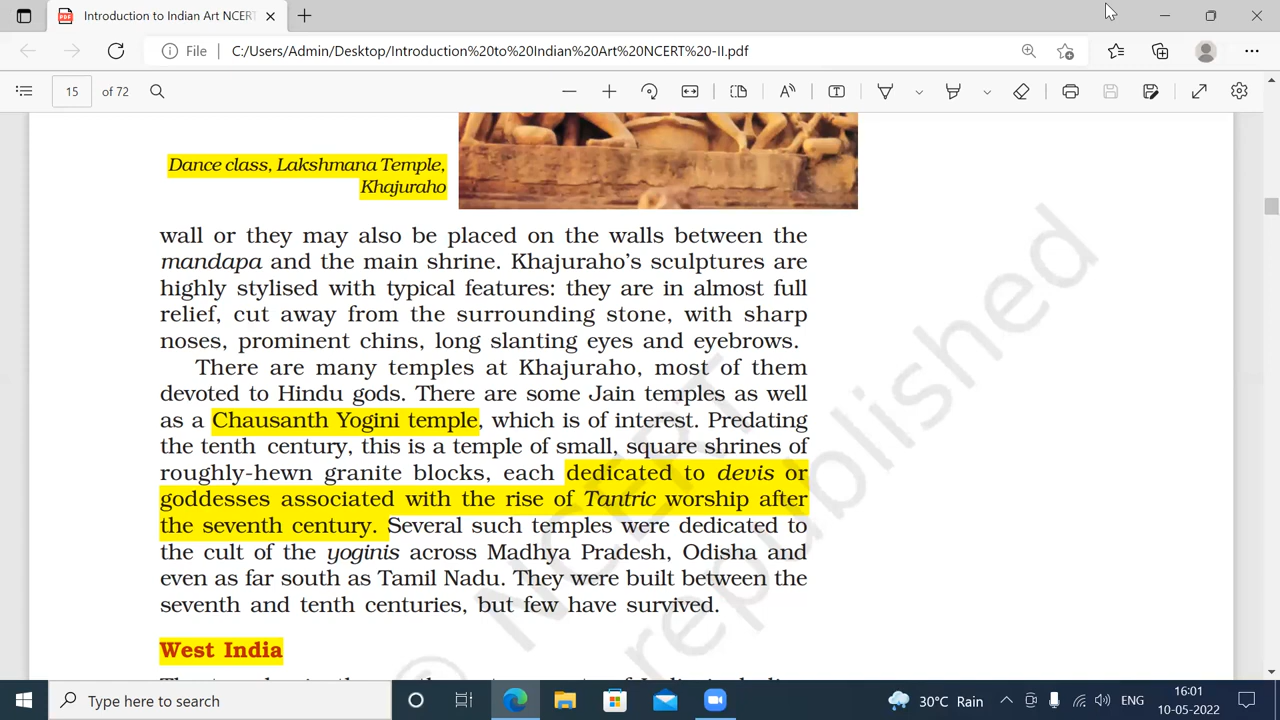 Introduction to Indian Art NCERT
File
C:/Users/Admin/Desktop/Introduction%20to%20Indian%20Art%20NCERT%20-II.pdf
15 of 72
Dance class, Lakshmana Temple,
Khajuraho
wall or they may also be placed on the walls between the
mandapa and the main shrine. Khajuraho's sculptures are
highly stylised with typical features: they are in almost full
relief, cut away from the surrounding stone, with sharp
noses, prominent chins, long slanting eyes and eyebrows.
There are many temples at Khajuraho, most of them
devoted to Hindu gods. There are some Jain temples as well
as a Chausanth Yogini temple, which is of interest. Predating
the tenth century, this is a temple of small, square shrines of
roughly-hewn granite blocks, each dedicated to devis or
goddesses associated with the rise of Tantric worship after
the seventh century. Several such temples were dedicated to
the cult of the yoginis across Madhya Pradesh, Odisha and
even as far south as Tamil Nadu. They were built between the
seventh and tenth centuries, but few have survived.
West India
© NCERT
republished
Type here to search
30°C Rain
ENG
16:01
10-05-2022